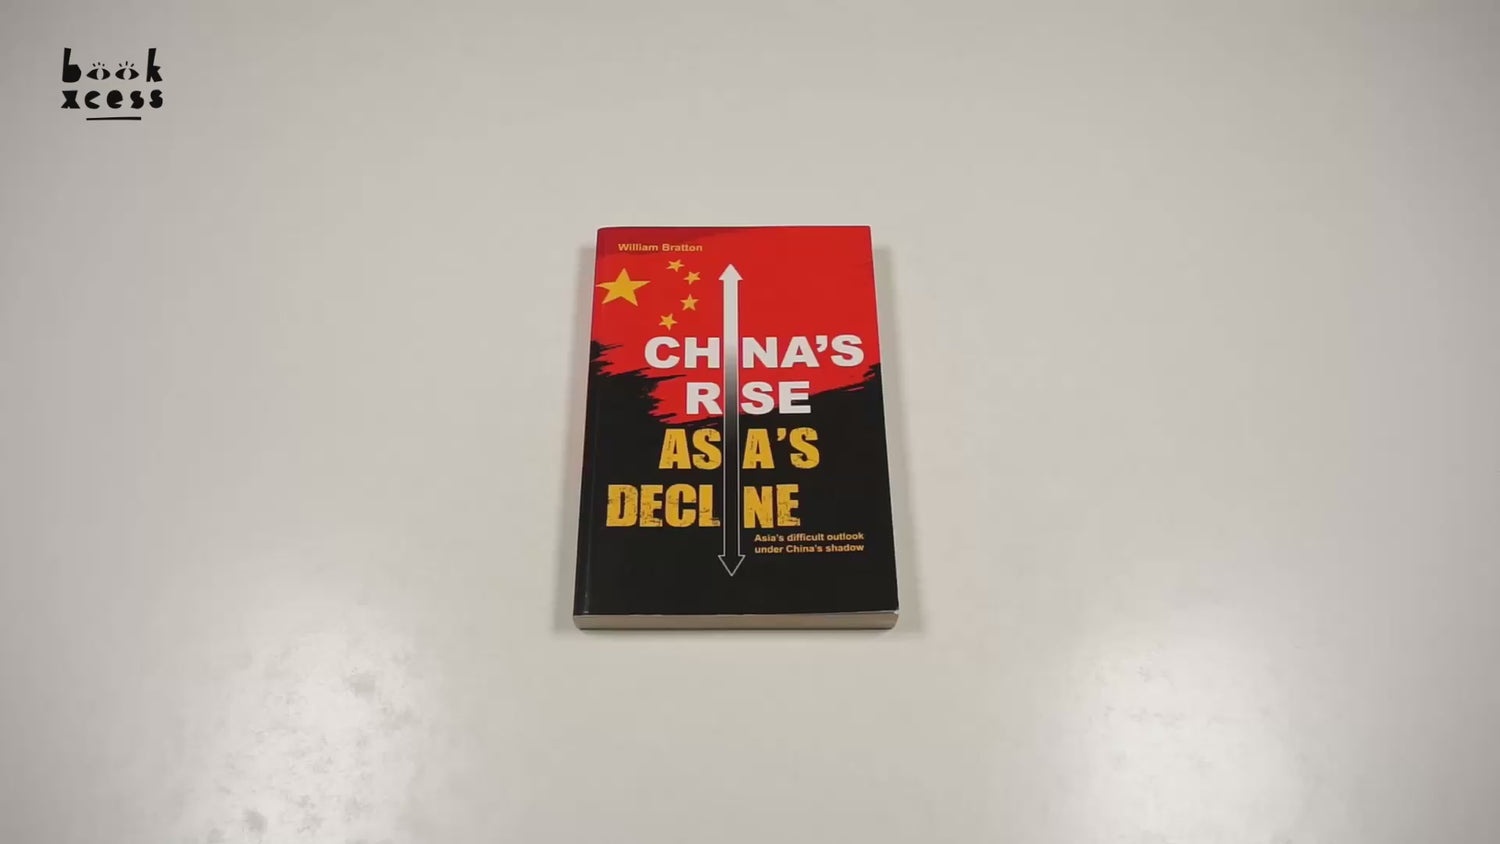 book
xcess
William Bratton
CHINA'S
RISE
ASIA'S
DECLINE
Asia's difficult outlook
under China's shadow